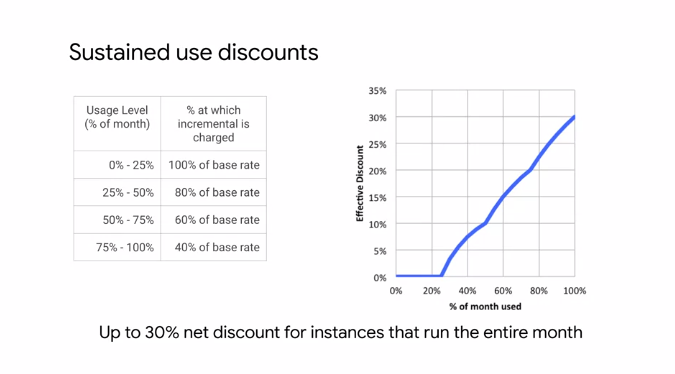 Sustained use discounts
Usage Level
(% of month)
% at which
incremental is
charged
0% - 25%
100% of base rate
25% - 50%
80% of base rate
50% - 75%
60% of base rate
75% - 100%
40% of base rate
Effective Discount
35%
30%
25%
20%
15%
10%
5%
0%
0%
20%
40%
60%
80%
100%
% of month used
Up to 30% net discount for instances that run the entire month